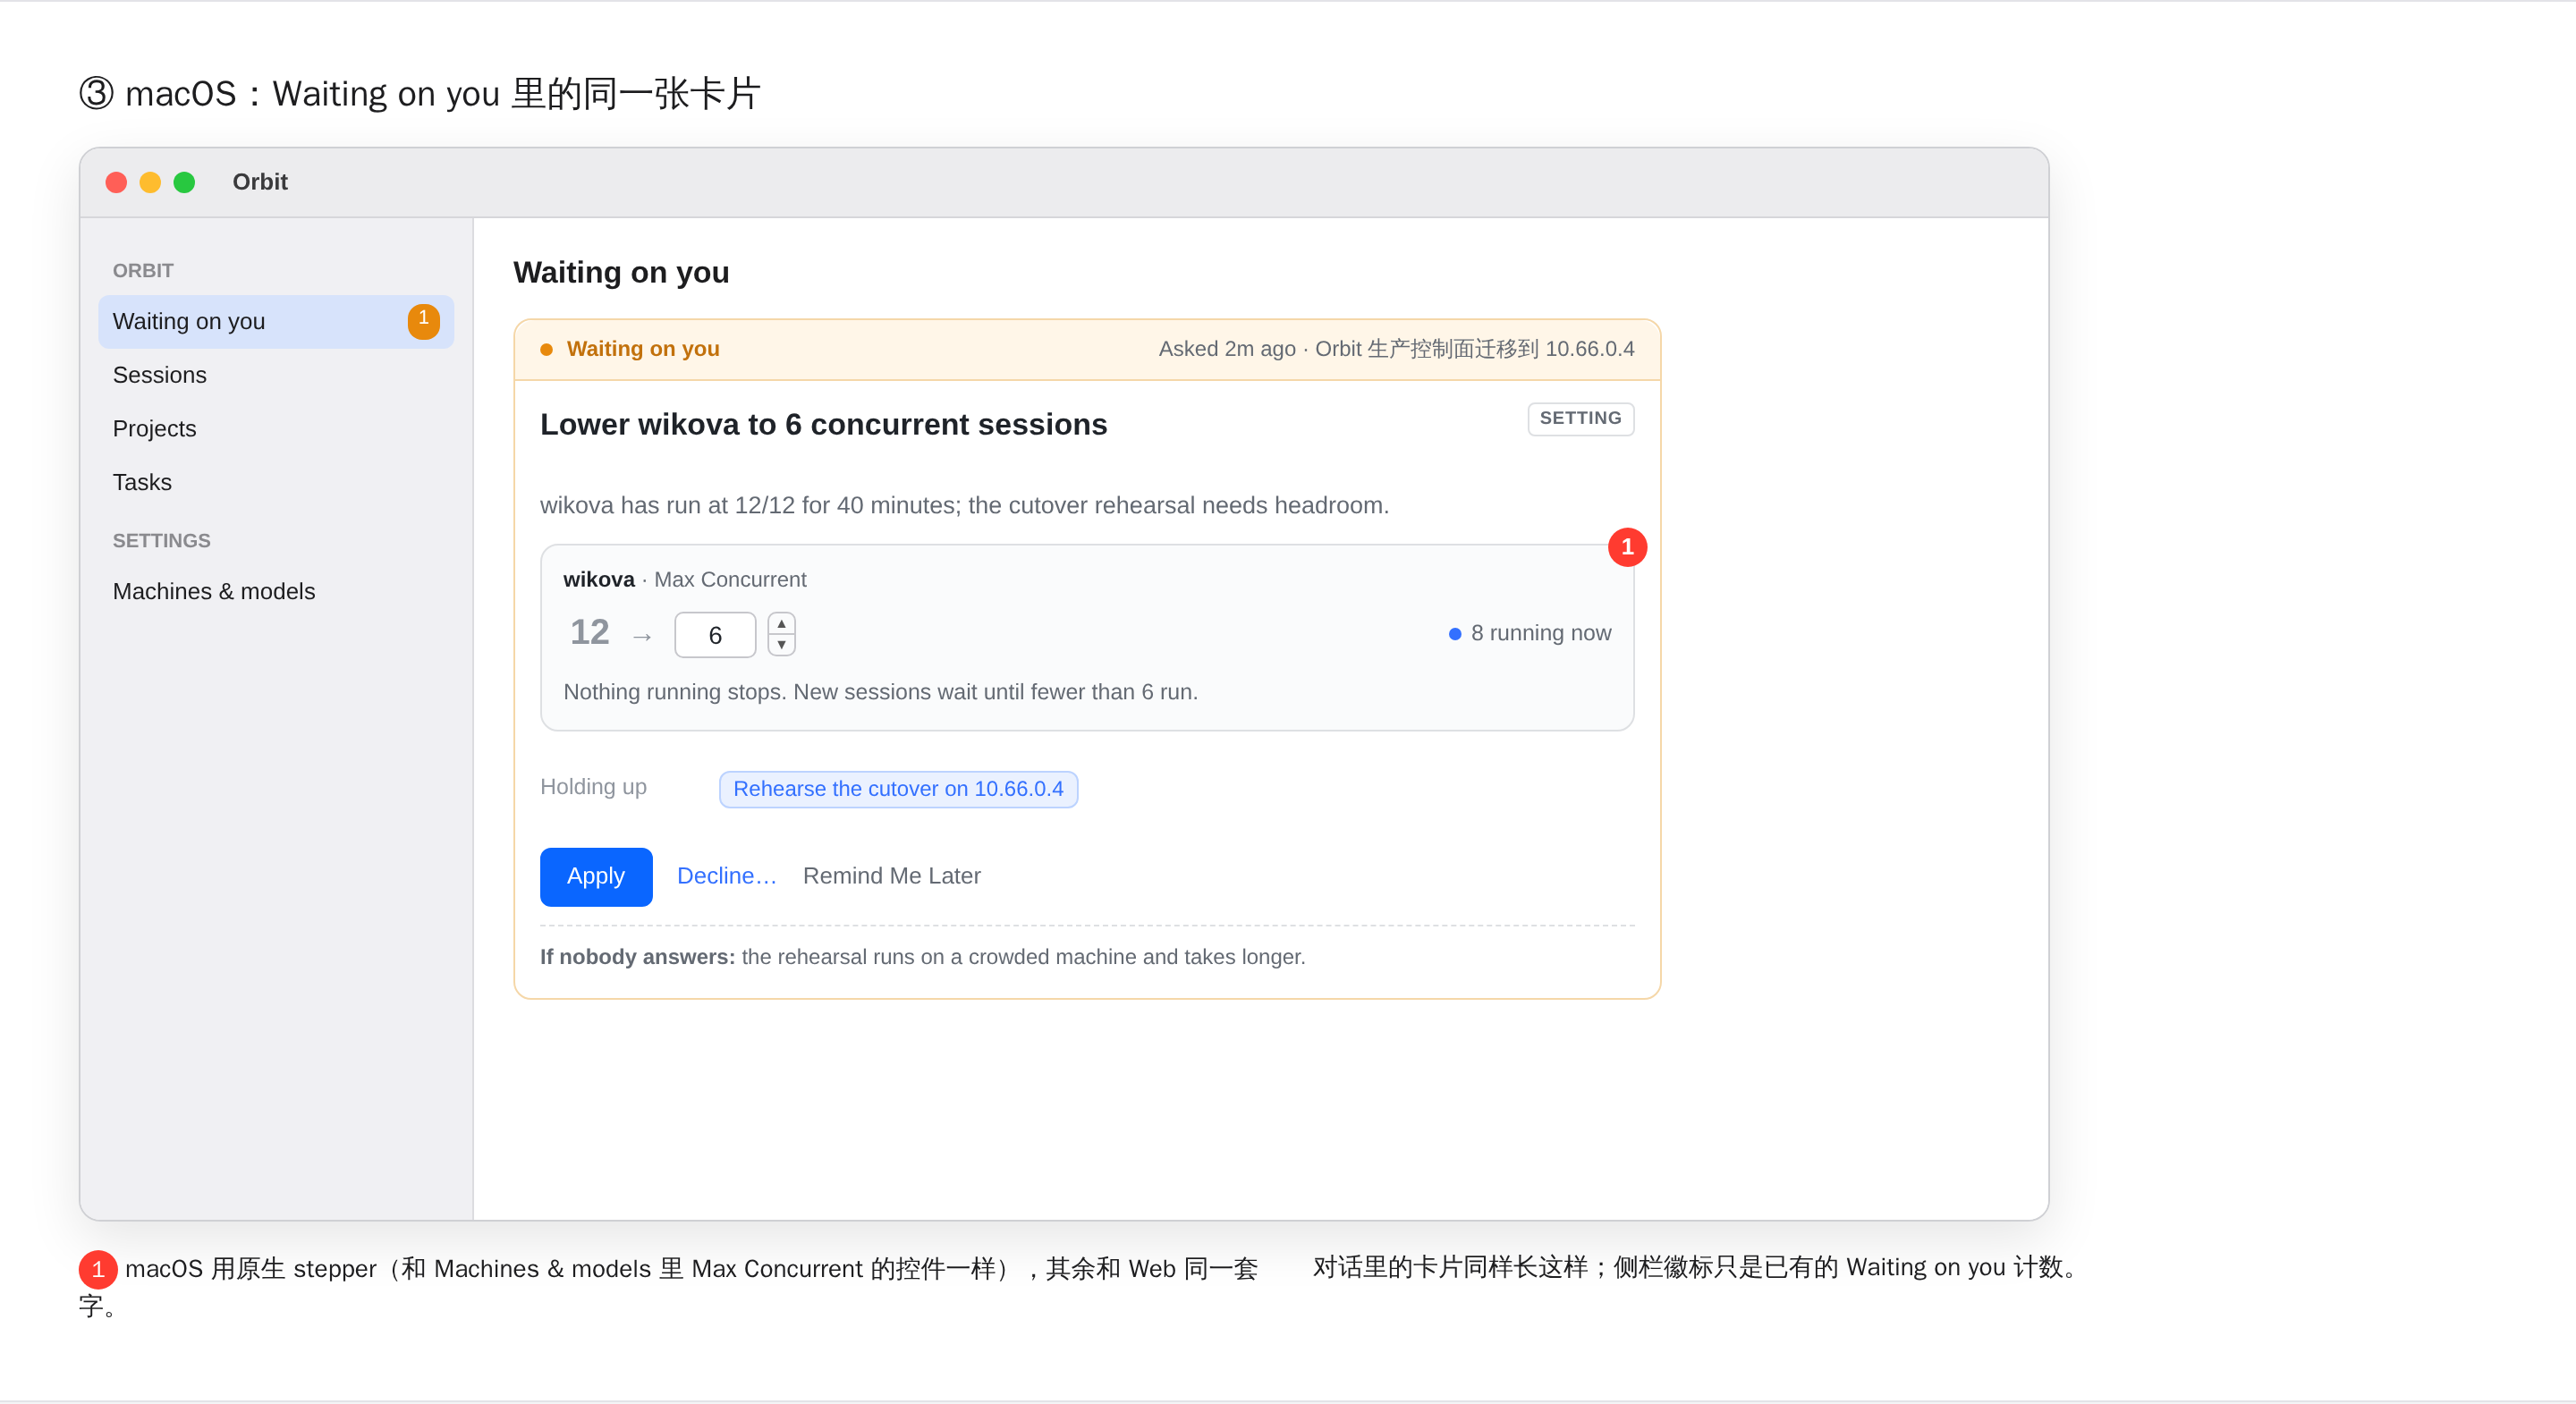 ③ macOS：Waiting on you 里的同一张卡片
Orbit
ORBIT
Waiting on you 1
Sessions
Projects
Tasks
SETTINGS
Machines & models
Waiting on you
Waiting on you Asked 2m ago · Orbit 生产控制面迁移到 10.66.0.4
Lower wikova to 6 concurrent sessions SETTING
wikova has run at 12/12 for 40 minutes; the cutover rehearsal needs headroom.
1
wikova · Max Concurrent
12 → 6 ▲ ▼ 8 running now
Nothing running stops. New sessions wait until fewer than 6 run.
Holding up Rehearse the cutover on 10.66.0.4
Apply Decline… Remind Me Later
If nobody answers: the rehearsal runs on a crowded machine and takes longer.
1 macOS 用原生 stepper（和 Machines & models 里 Max Concurrent 的控件一样），其余和 Web 同一套
字。
对话里的卡片同样长这样；侧栏徽标只是已有的 Waiting on you 计数。